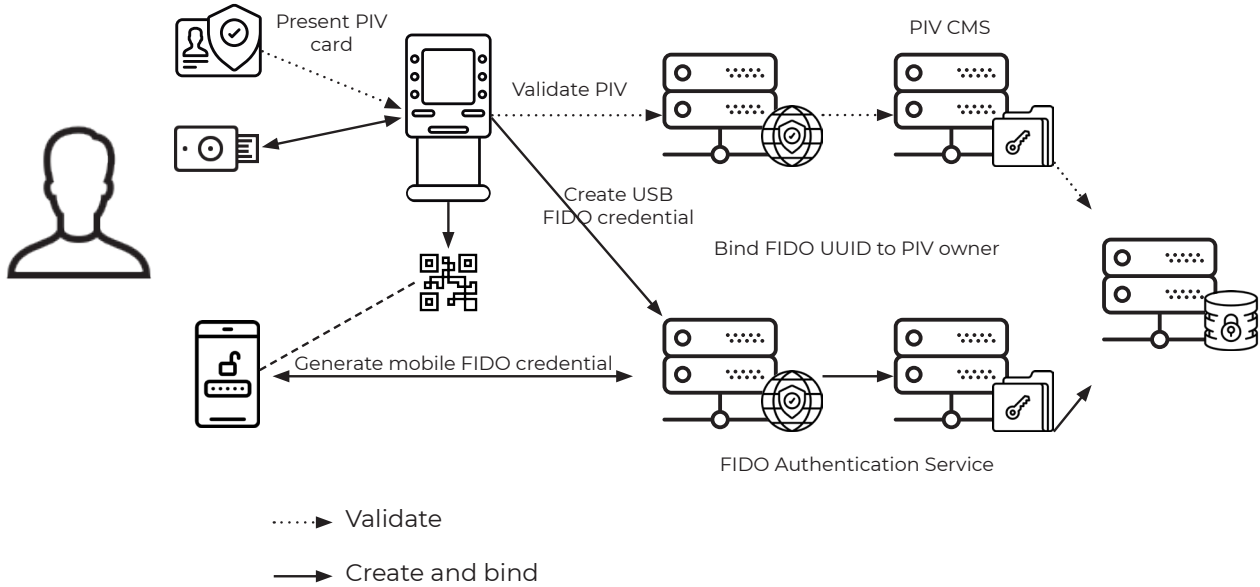 Present PIV
card
PIV CMS
Validate PIV
Create USB
FIDO credential
Bind FIDO UUID to PIV owner
Generate mobile FIDO credential
FIDO Authentication Service
Validate
Create and bind